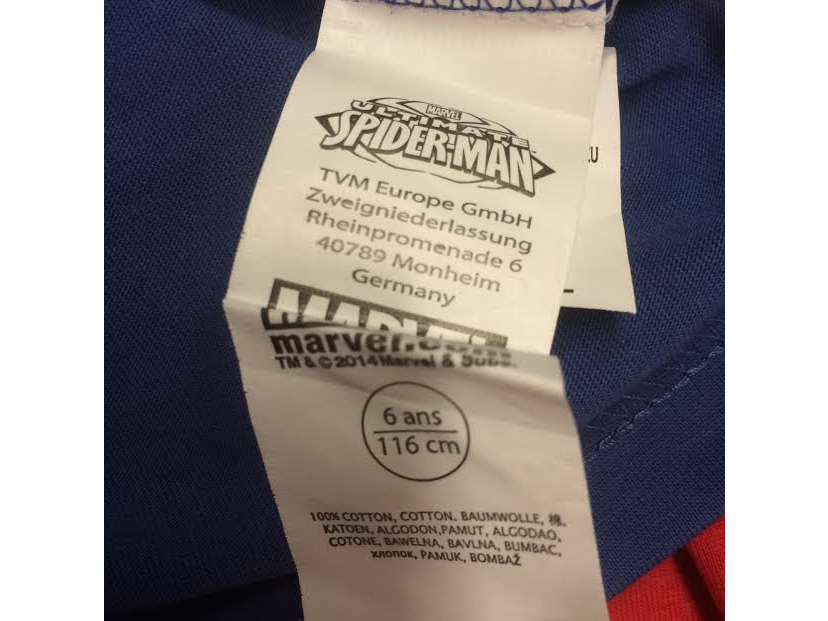 MARVEL
ULTIMATE
SPIDER-MAN
TVM Europe GmbH
Zweigniederlassung
Rheinpromenade 6
40789 Monheim
Germany
MARVEL
marvel.com
TM & © 2014 Marvel & Subs.
6 ans
116 cm
100% COTTON, COTTON. BAUMWOLLE, 棉.
KATOEN, ALGODON,PAMUT, ALGODAO,
COTONE, BAWELNA, BAVLNA, BUMBAC,
хлопок, PAMUK, BOMBAŽ